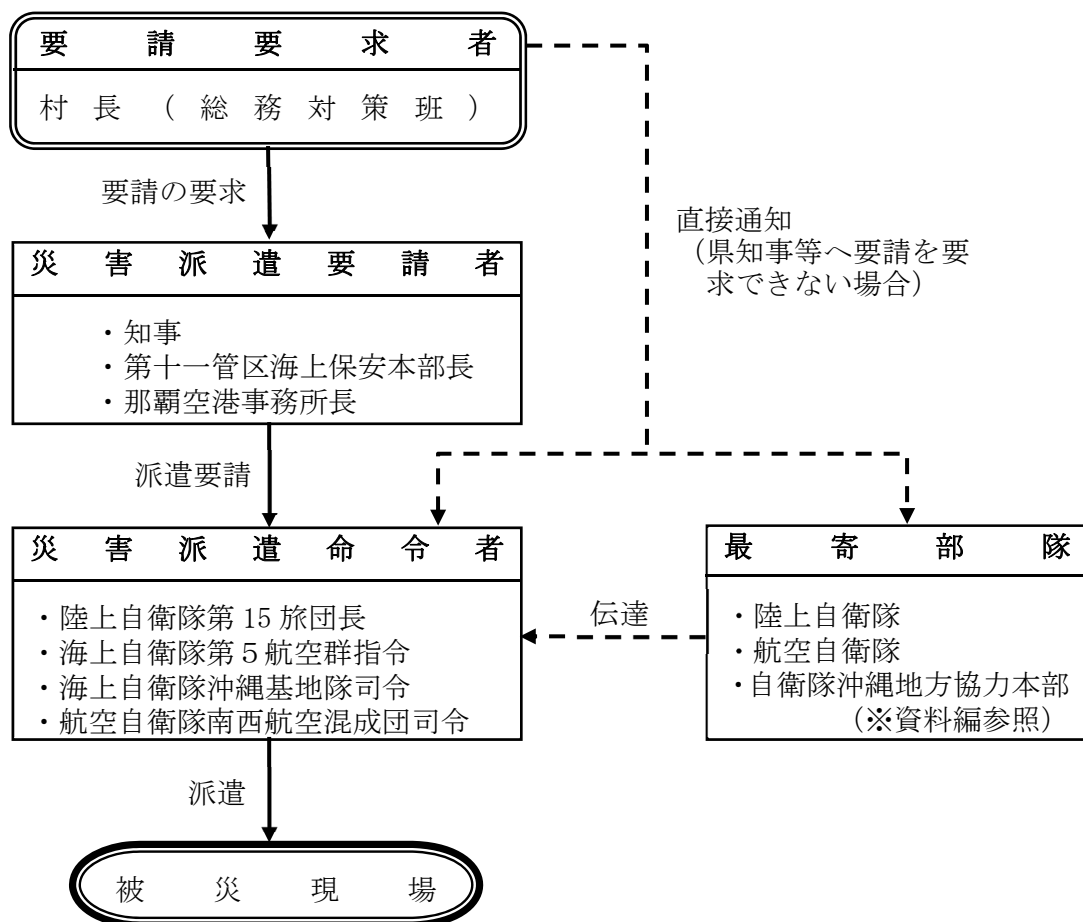 要請要求者
村長(総務対策班)
要請の要求
直接通知
(県知事等へ要請を要
求できない場合)
災害派遣要請者
・知事
・第十一管区海上保安本部長
・那覇空港事務所長
派遣要請
災害派遣命令者
・陸上自衛隊第15旅団長
・海上自衛隊第5航空群指令
・海上自衛隊沖縄基地隊司令
・航空自衛隊南西航空混成団司令
伝達
最寄部隊
・陸上自衛隊
・航空自衛隊
・自衛隊沖縄地方協力本部
(※資料編参照)
派遣
被災現場